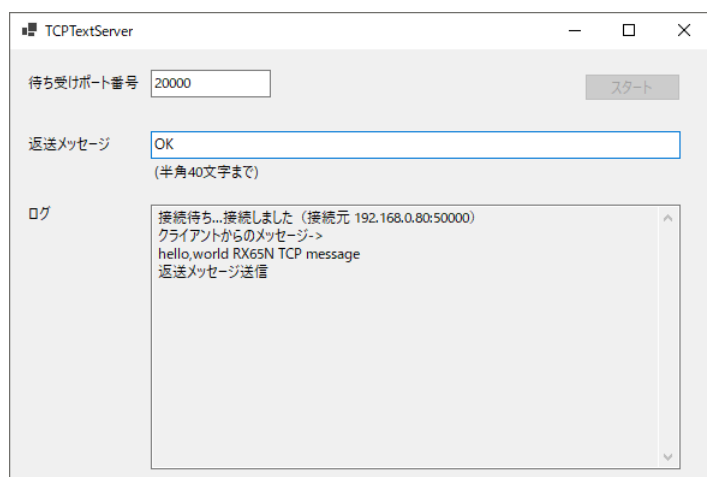 TCPTextServer
待ち受けポート番号 20000 スタート
返送メッセージ OK
(半角40文字まで)
ログ
接続待ち...接続しました（接続元 192.168.0.80:50000）
クライアントからのメッセージ->
hello,world RX65N TCP message
返送メッセージ送信